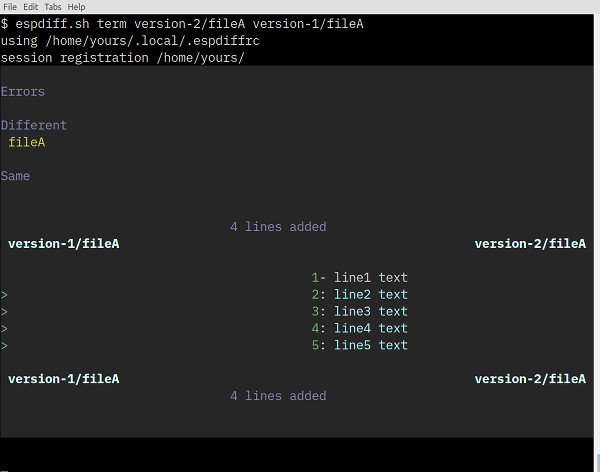 File Edit Tabs Help
$ espdiff.sh term version-2/fileA version-1/fileA
using /home/yours/.local/.espdiffrc
session registration /home/yours/
Errors
Different
fileA
Same
4 lines added
version-1/fileA version-2/fileA
1- line1 text
> 2: line2 text
> 3: line3 text
> 4: line4 text
> 5: line5 text
version-1/fileA version-2/fileA
4 lines added